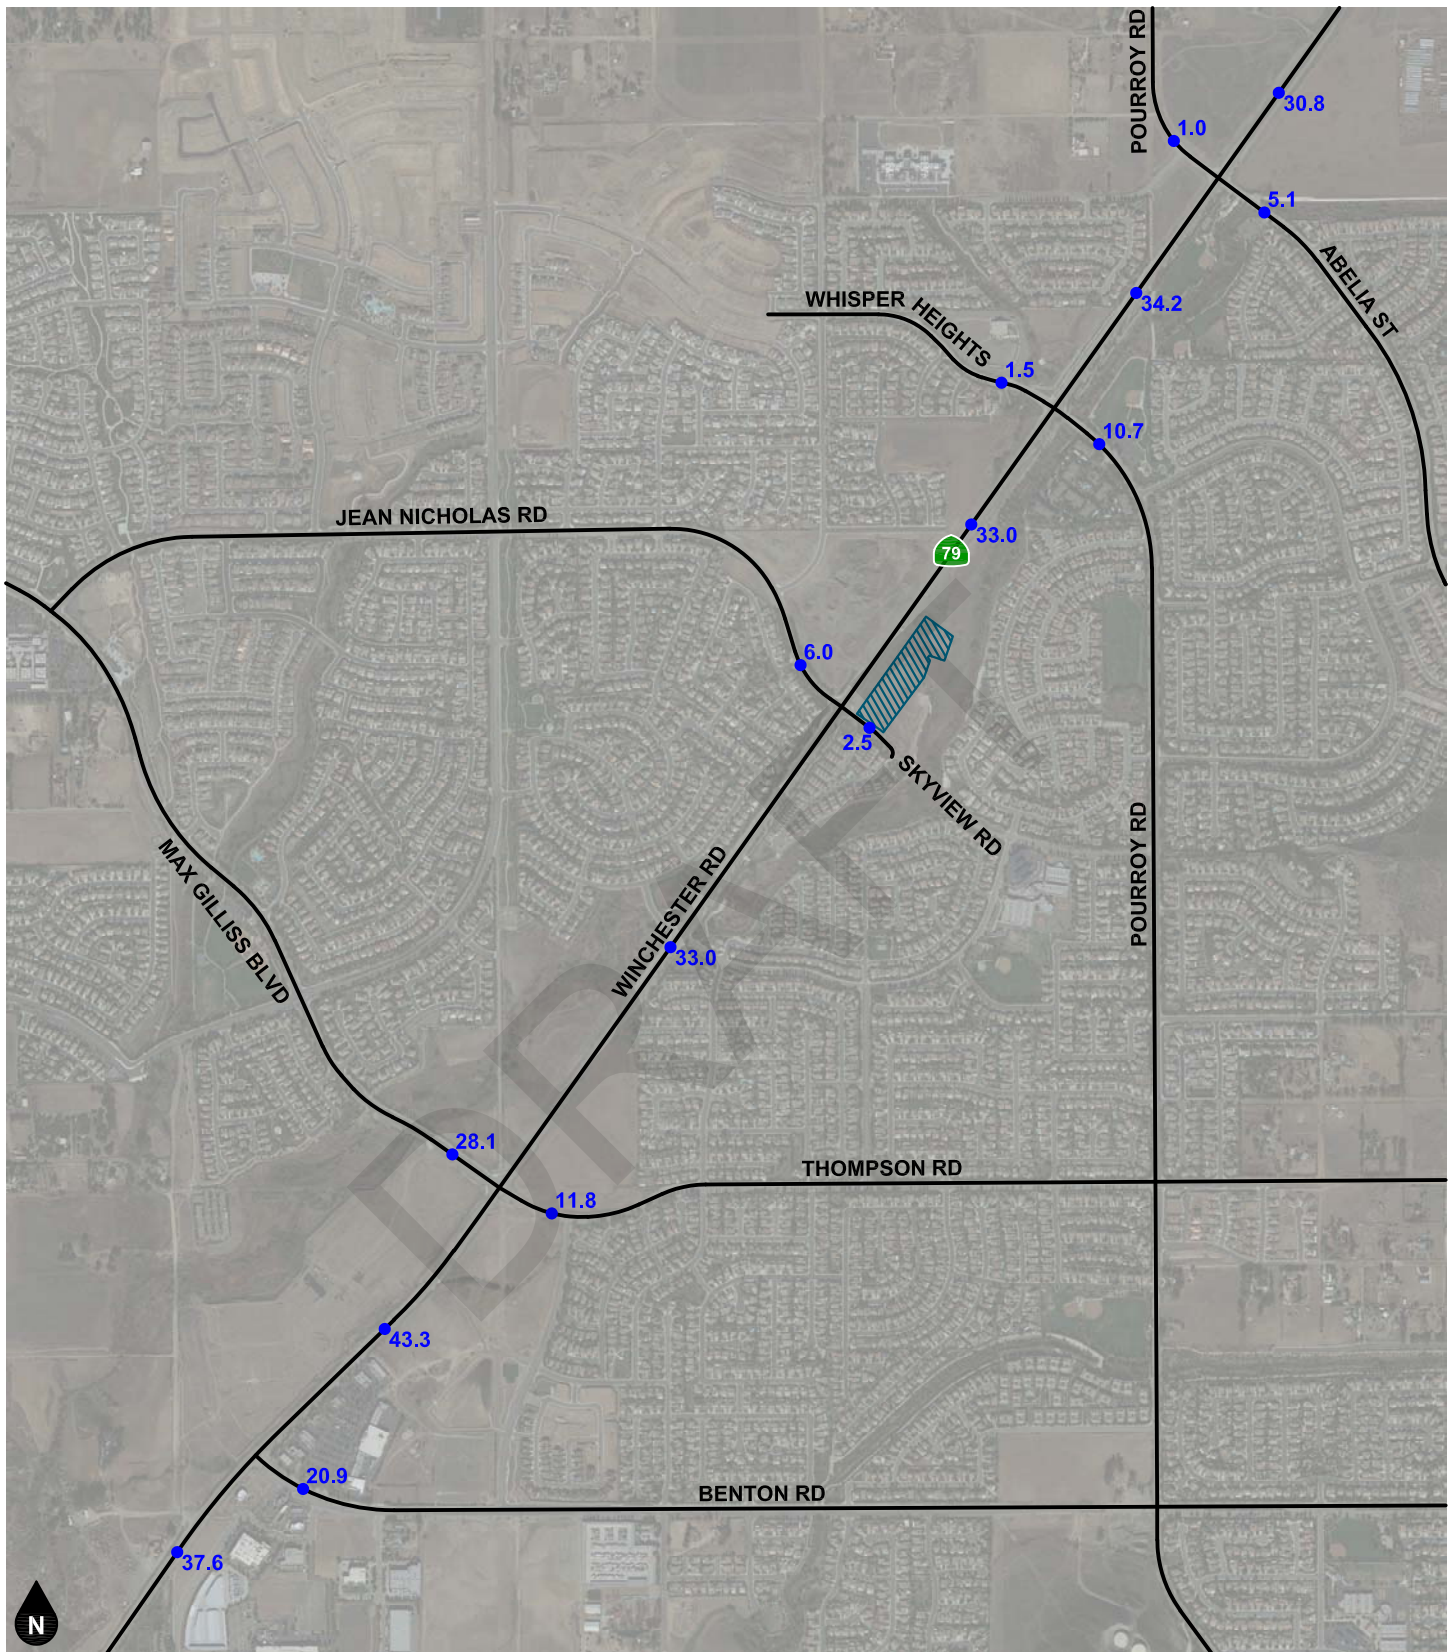 POURROY RD
30.8
1.0
5.1
ABELIA ST
34.2
WHISPER HEIGHTS
1.5
10.7
JEAN NICHOLAS RD
33.0
79
6.0
2.5
SKYVIEW RD
POURROY RD
MAX GILLISS BLVD
WINCHESTER RD
33.0
DRAFT
28.1
THOMPSON RD
11.8
43.3
20.9
BENTON RD
37.6
N